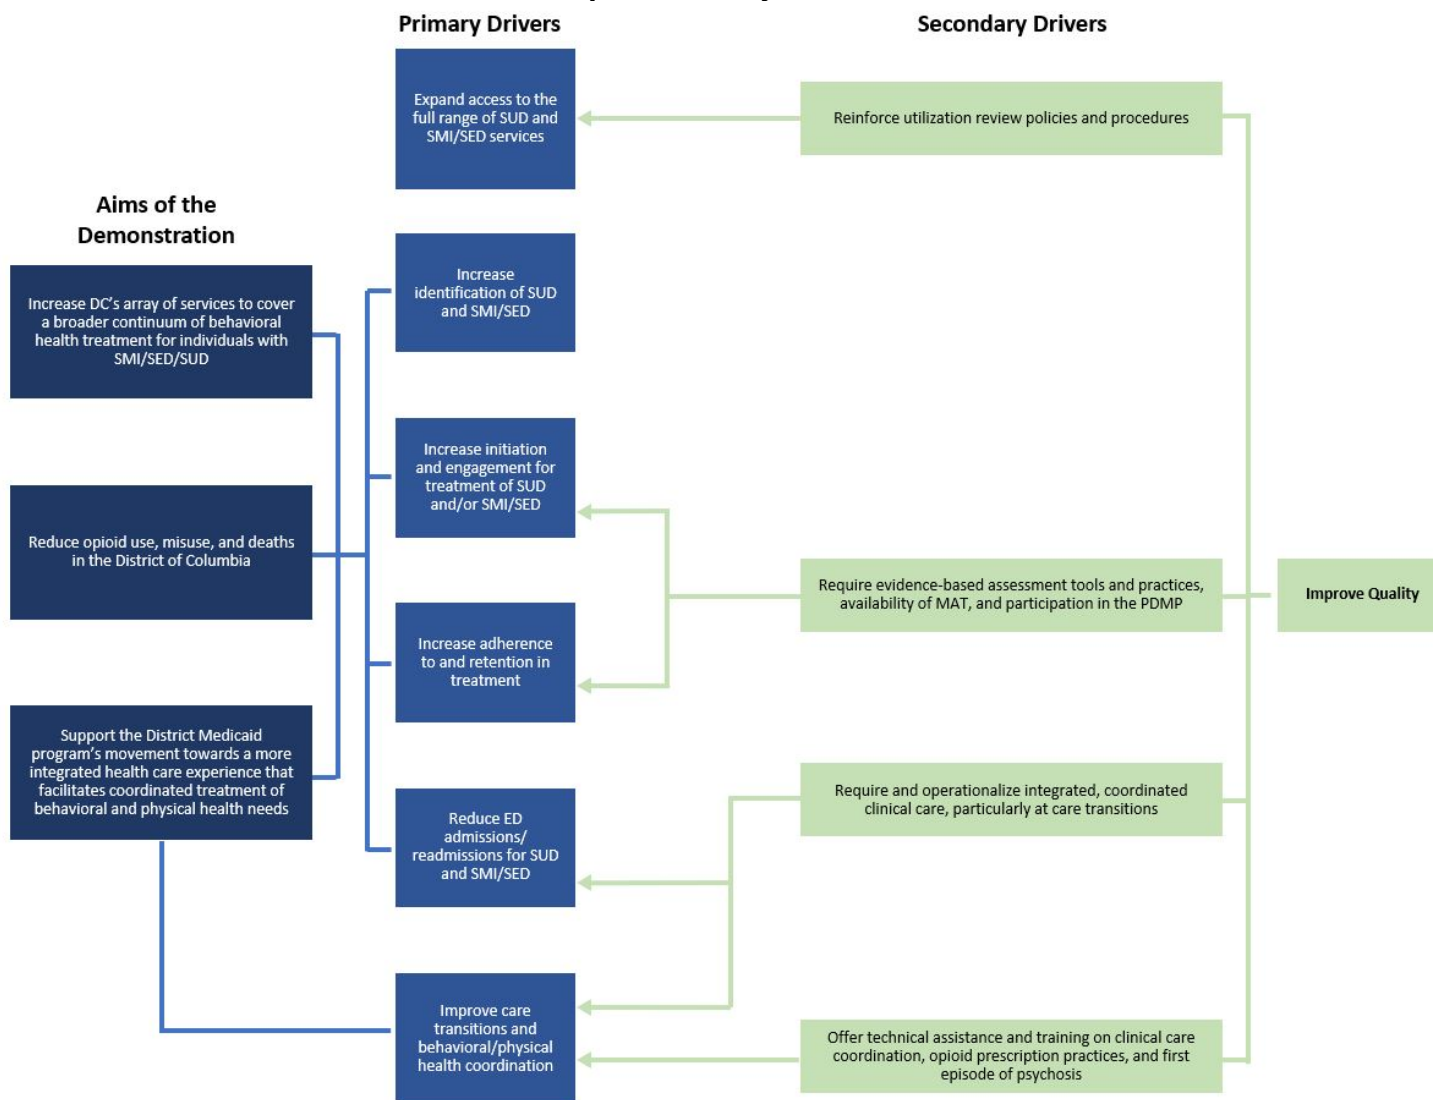 Primary Drivers
Secondary Drivers
Expand access to the
full range of SUD and
SMI/SED services
Reinforce utilization review policies and procedures
Aims of the
Demonstration
Increase DC's array of services to cover
a broader continuum of behavioral
health treatment for individuals with
SMI/SED/SUD
Increase
identification of SUD
and SMI/SED
Increase initiation
and engagement for
treatment of SUD
and/or SMI/SED
Reduce opioid use, misuse, and deaths
in the District of Columbia
Require evidence-based assessment tools and practices,
availability of MAT, and participation in the PDMP
Improve Quality
Increase adherence
to and retention in
treatment
Support the District Medicaid
program's movement towards a more
integrated health care experience that
facilitates coordinated treatment of
behavioral and physical health needs
Require and operationalize integrated, coordinated
clinical care, particularly at care transitions
Reduce ED
admissions/
readmissions for SUD
and SMI/SED
Improve care
transitions and
behavioral/physical
health coordination
Offer technical assistance and training on clinical care
coordination, opioid prescription practices, and first
episode of psychosis